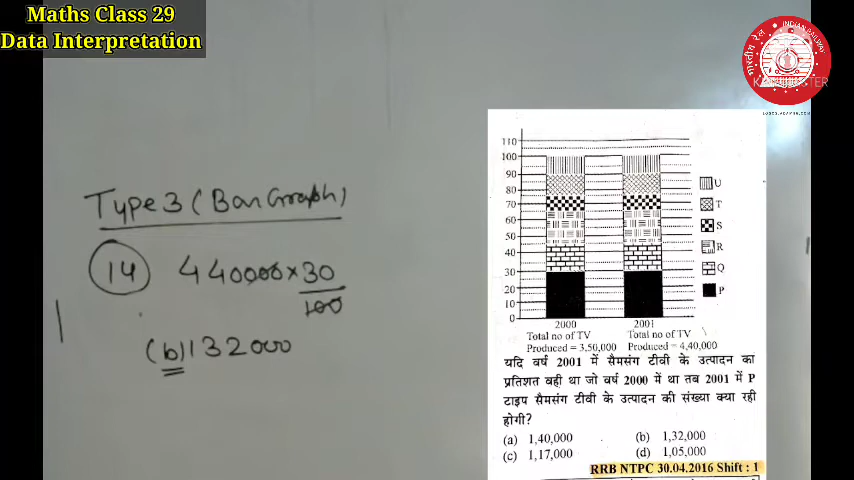 Maths Class 29
Data Interpretation
Type 3 (Bar Graph)
14 440000 × 30
100
(b) 132000
भारतीय रेल
INDIAN RAILWAY
110
100
90
80
70
60
50
40
30
20
10
0
U
T
S
R
Q
P
2000 2001
Total no of TV Total no of TV
Produced = 3,50,000 Produced = 4,40,000
यदि वर्ष 2001 में सैमसंग टीवी के उत्पादन का
प्रतिशत वही था जो वर्ष 2000 में था तब 2001 में P
टाइप सैमसंग टीवी के उत्पादन की संख्या क्या रही
होगी?
(a) 1,40,000 (b) 1,32,000
(c) 1,17,000 (d) 1,05,000
RRB NTPC 30.04.2016 Shift : 1